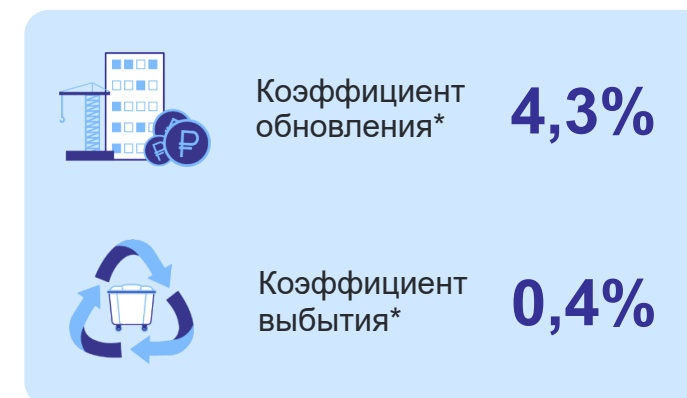 Коэффициент
обновления*
4,3%
Коэффициент
выбытия*
0,4%